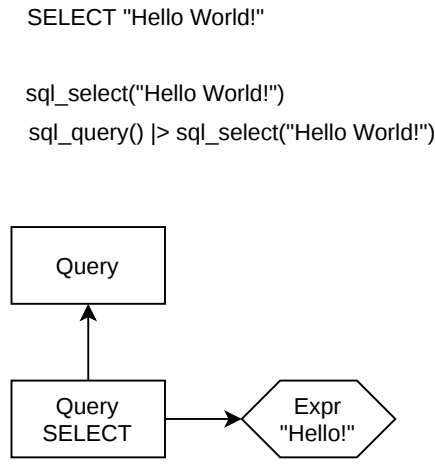 SELECT "Hello World!"
sql_select("Hello World!")
sql_query() |> sql_select("Hello World!")
Query
Query
SELECT
Expr
"Hello!"